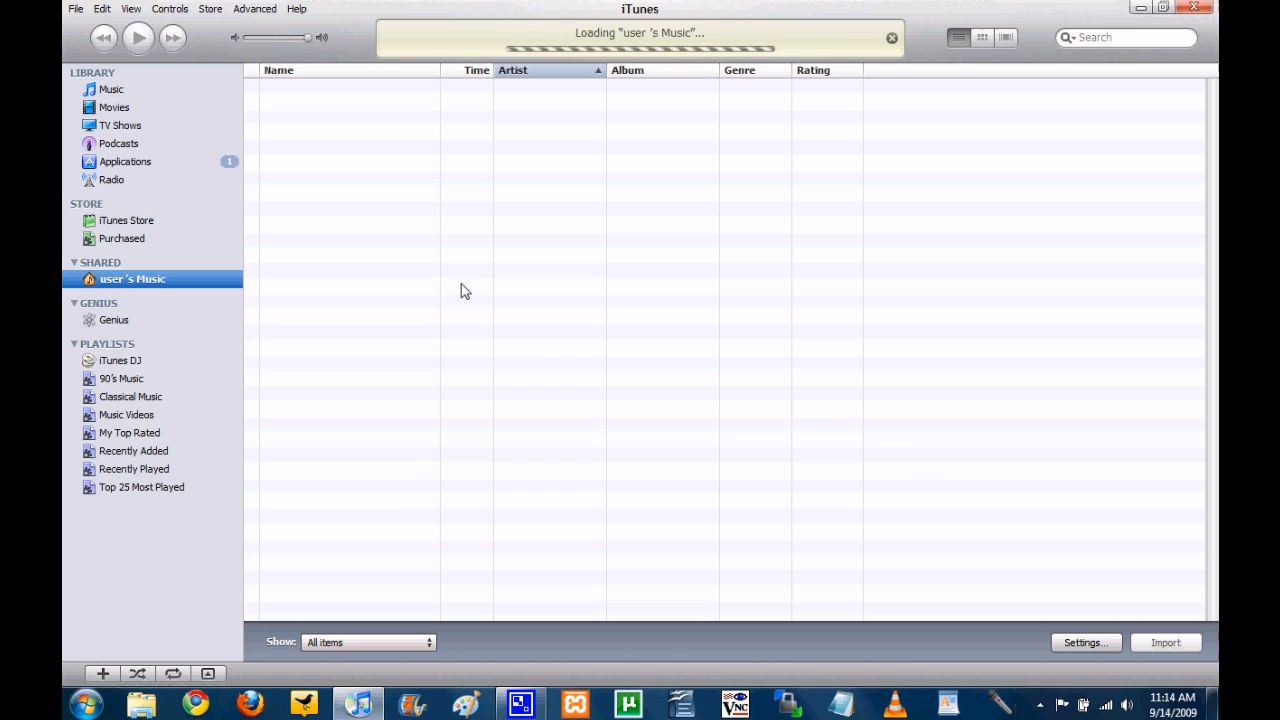 File Edit View Controls Store Advanced Help
iTunes
Loading “user 's Music”...
Search
LIBRARY
Music
Movies
TV Shows
Podcasts
Applications 1
Radio
STORE
iTunes Store
Purchased
SHARED
user 's Music
GENIUS
Genius
PLAYLISTS
iTunes DJ
90's Music
Classical Music
Music Videos
My Top Rated
Recently Added
Recently Played
Top 25 Most Played
Name Time Artist Album Genre Rating
Show: All items
Settings... Import
µ
VNC
11:14 AM
9/14/2009